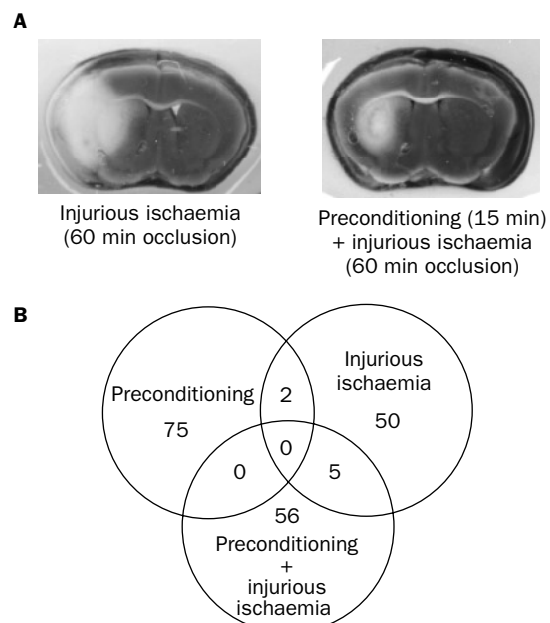 A
Injurious ischaemia
(60 min occlusion)
Preconditioning (15 min)
+ injurious ischaemia
(60 min occlusion)
B
Preconditioning
75
2
Injurious
ischaemia
50
0
0
5
56
Preconditioning
+
injurious
ischaemia